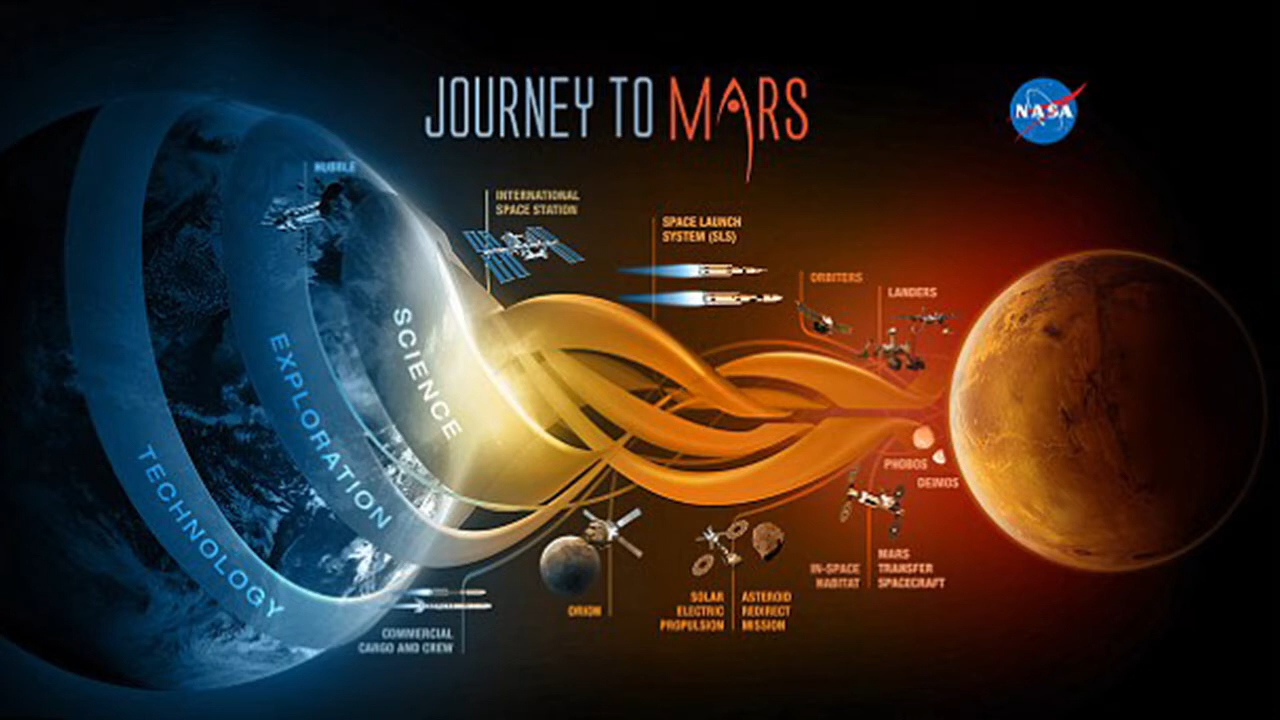 JOURNEY TO MARS
NASA
HUBBLE
INTERNATIONAL
SPACE STATION
SPACE LAUNCH
SYSTEM (SLS)
ORBITERS
LANDERS
SCIENCE
EXPLORATION
TECHNOLOGY
PHOBOS
DEIMOS
COMMERCIAL
CARGO AND CREW
ORION
SOLAR
ELECTRIC
PROPULSION
ASTEROID
REDIRECT
MISSION
IN-SPACE
HABITAT
MARS
TRANSFER
SPACECRAFT